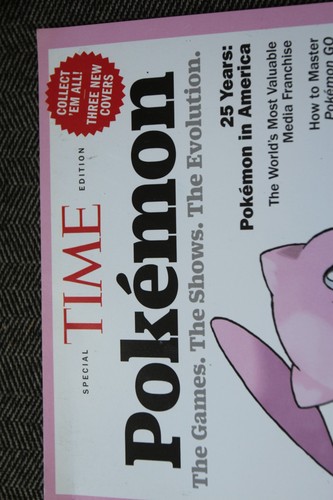 COLLECT
'EM ALL!
THREE NEW
COVERS
SPECIAL TIME EDITION
Pokémon
The Games. The Shows. The Evolution.
25 Years:
Pokémon in America
The World's Most Valuable
Media Franchise
How to Master
Pokémon GO